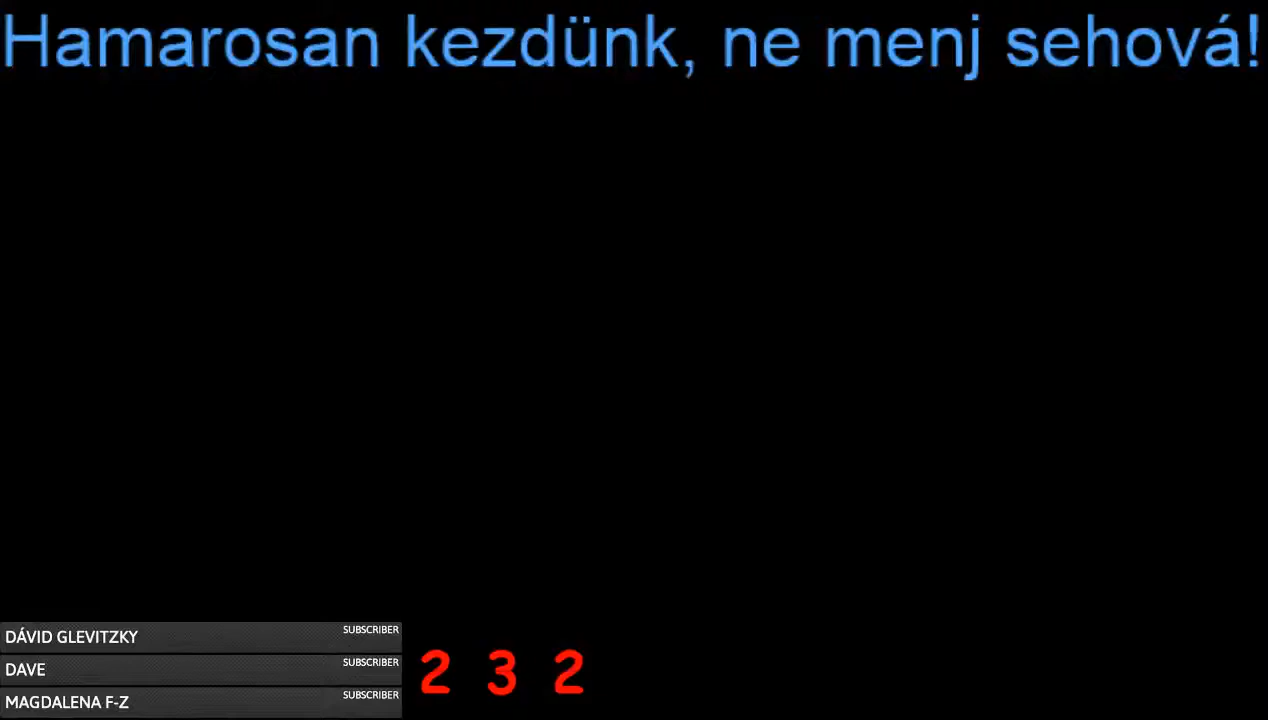 Hamarosan kezdünk, ne menj sehová!
DÁVID GLEVITZKY SUBSCRIBER
DAVE SUBSCRIBER
MAGDALENA F-Z SUBSCRIBER
2 3 2